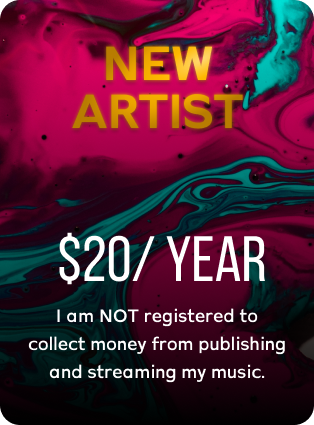 NEW
ARTIST
$20/ YEAR
I am NOT registered to
collect money from publishing
and streaming my music.